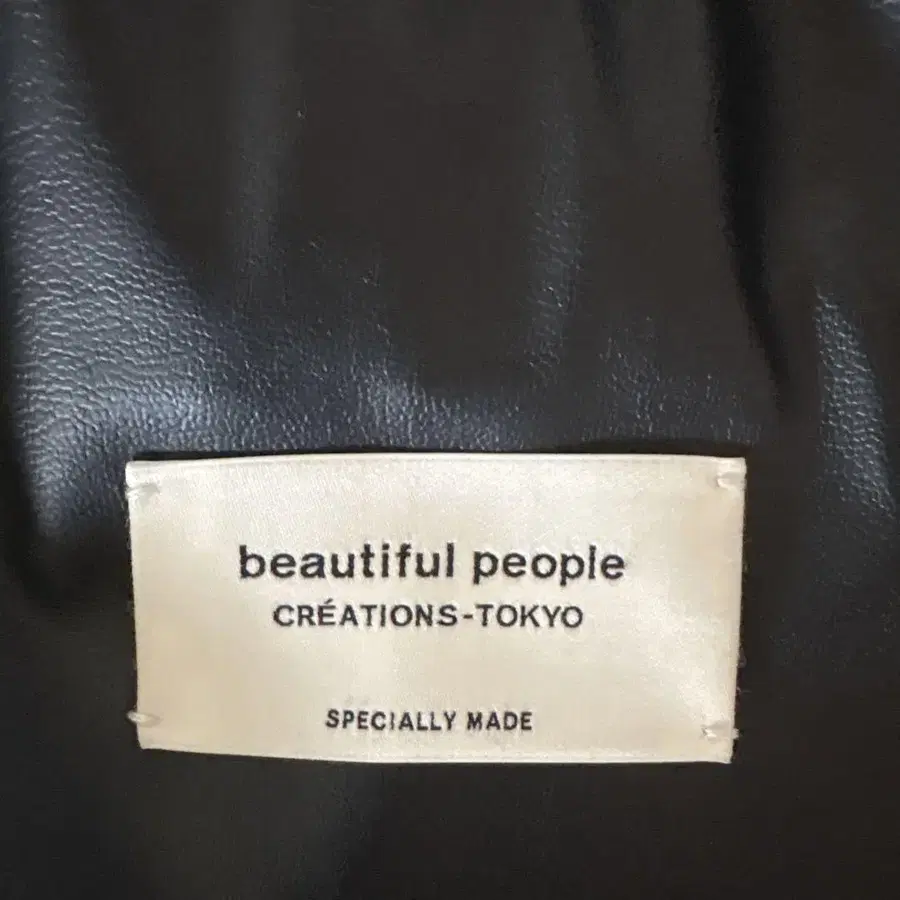 beautiful people
CRÉATIONS-TOKYO
SPECIALLY MADE